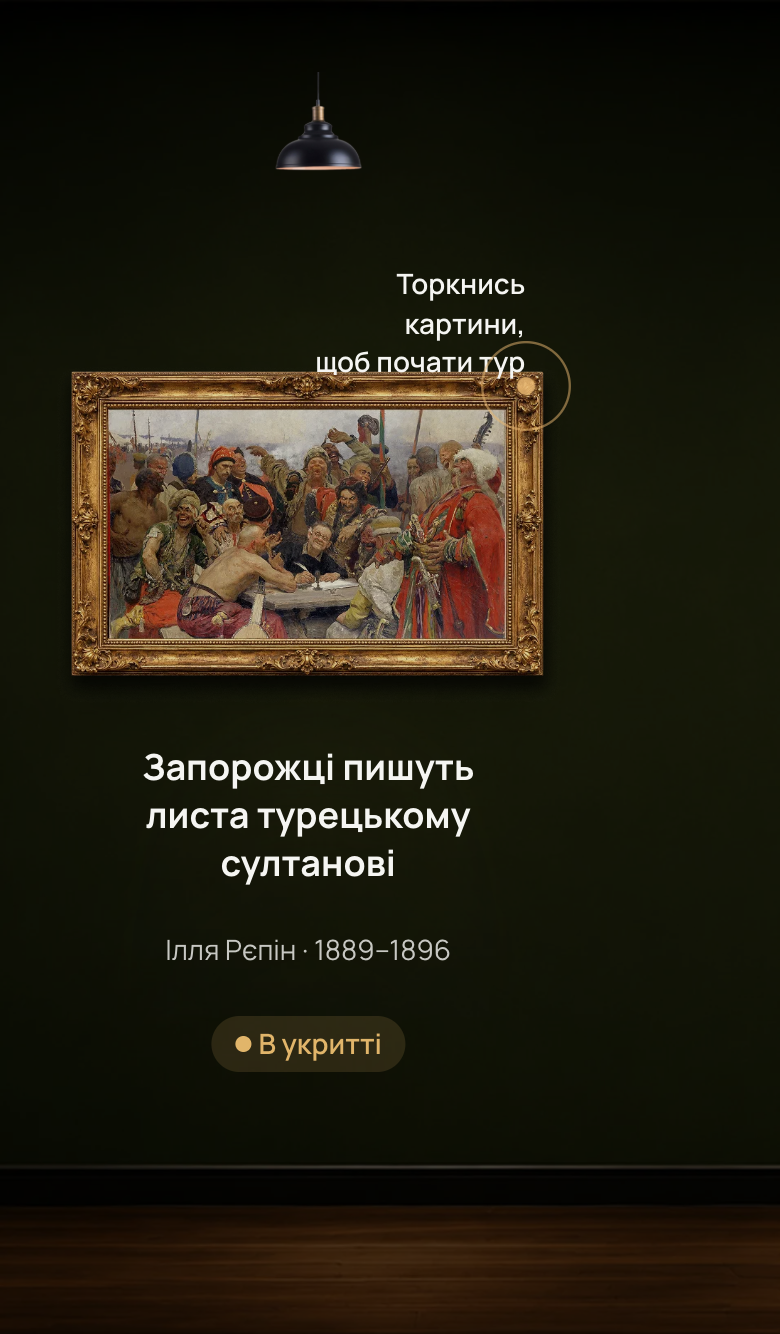 Торкнись
картини,
щоб почати тур
Запорожці пишуть
листа турецькому
султанові
Ілля Рєпін · 1889–1896
В укритті